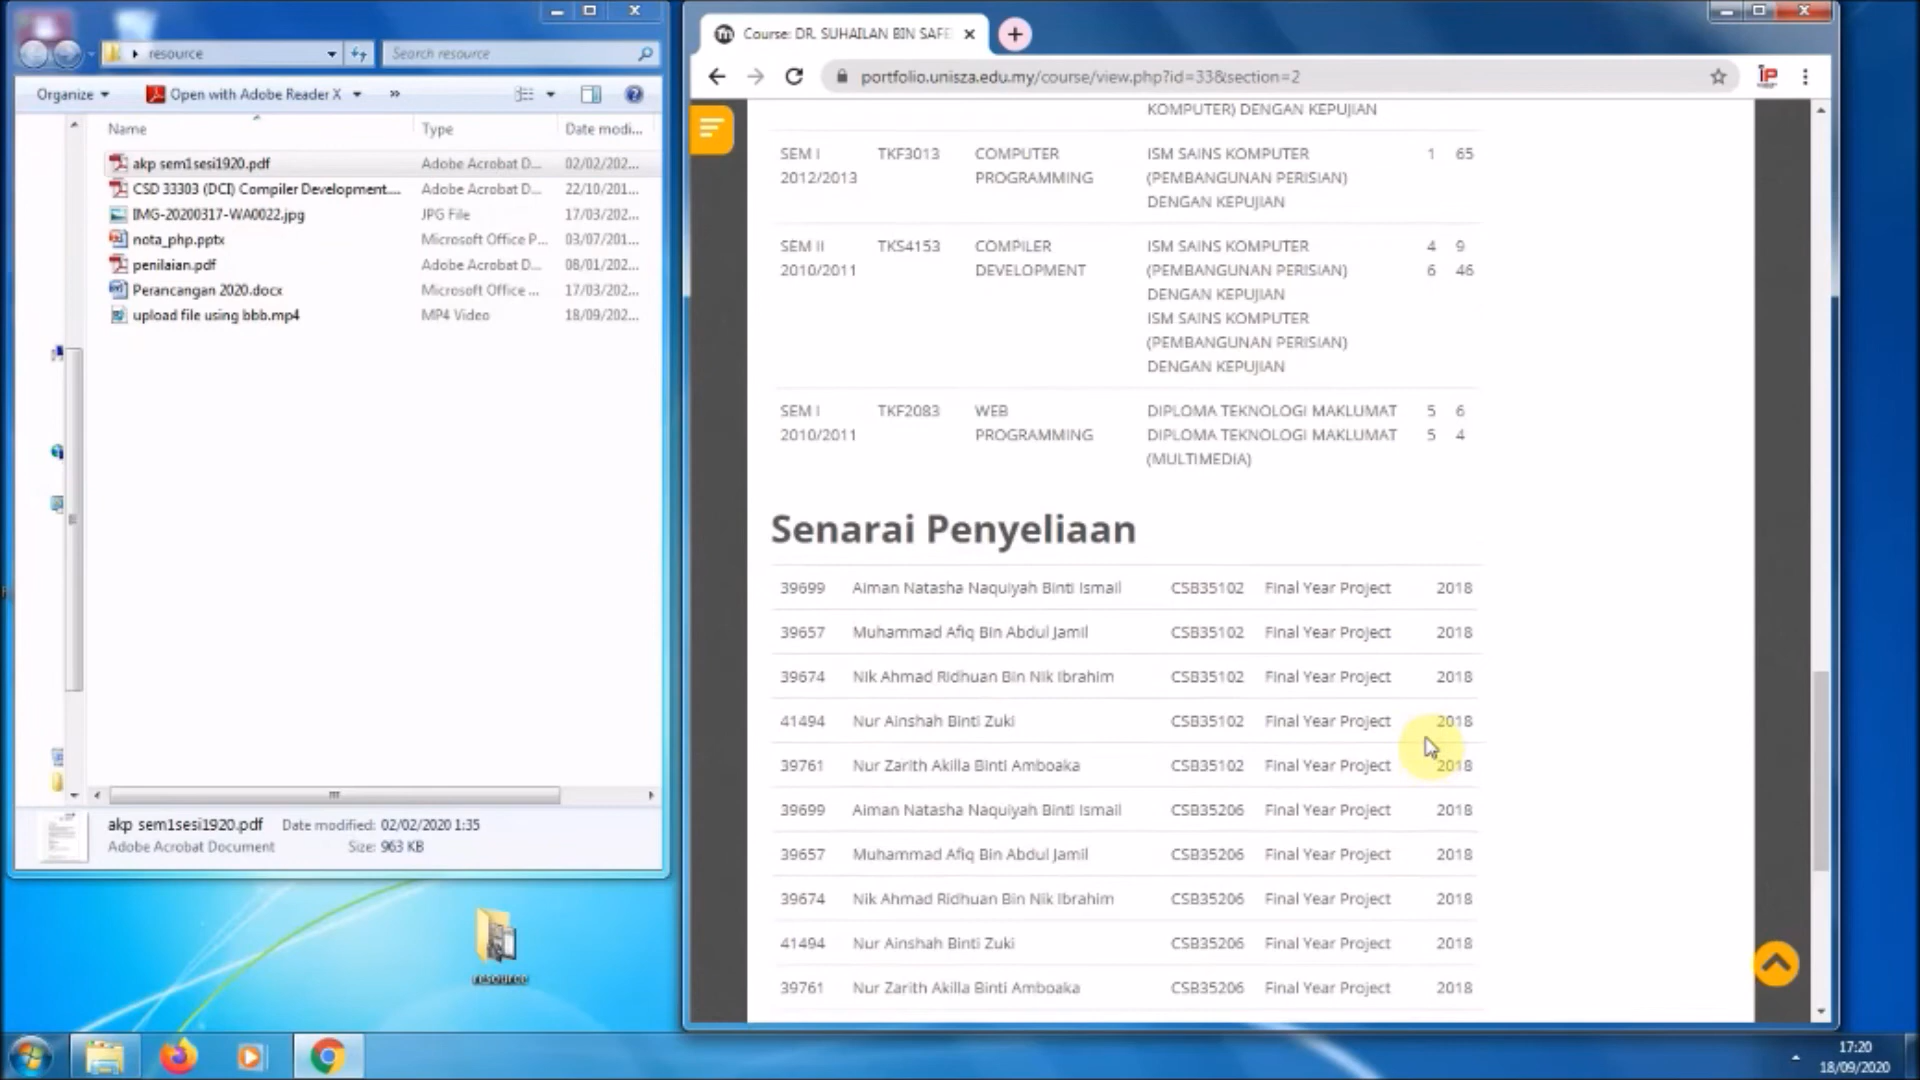 resource
Search resource
Organize
Open with Adobe Reader X
»
Name Type Date modi...
akp sem1sesi1920.pdf Adobe Acrobat D... 02/02/202...
CSD 33303 (DCI) Compiler Development.... Adobe Acrobat D... 22/10/201...
IMG-20200317-WA0022.jpg JPG File 17/03/202...
nota_php.pptx Microsoft Office P... 03/07/201...
penilaian.pdf Adobe Acrobat D... 08/01/202...
Perancangan 2020.docx Microsoft Office ... 17/03/202...
upload file using bbb.mp4 MP4 Video 18/09/202...
akp sem1sesi1920.pdf Date modified: 02/02/2020 1:35
Adobe Acrobat Document Size: 963 KB
resource
Course: DR. SUHAILAN BIN SAFE
portfolio.unisza.edu.my/course/view.php?id=33&section=2
KOMPUTER) DENGAN KEPUJIAN
SEM I TKF3013 COMPUTER ISM SAINS KOMPUTER 1 65
2012/2013 PROGRAMMING (PEMBANGUNAN PERISIAN)
DENGAN KEPUJIAN
SEM II TKS4153 COMPILER ISM SAINS KOMPUTER 4 9
2010/2011 DEVELOPMENT (PEMBANGUNAN PERISIAN) 6 46
DENGAN KEPUJIAN
ISM SAINS KOMPUTER
(PEMBANGUNAN PERISIAN)
DENGAN KEPUJIAN
SEM I TKF2083 WEB DIPLOMA TEKNOLOGI MAKLUMAT 5 6
2010/2011 PROGRAMMING DIPLOMA TEKNOLOGI MAKLUMAT 5 4
(MULTIMEDIA)
Senarai Penyeliaan
39699 Aiman Natasha Naquiyah Binti Ismail CSB35102 Final Year Project 2018
39657 Muhammad Afiq Bin Abdul Jamil CSB35102 Final Year Project 2018
39674 Nik Ahmad Ridhuan Bin Nik Ibrahim CSB35102 Final Year Project 2018
41494 Nur Ainshah Binti Zuki CSB35102 Final Year Project 2018
39761 Nur Zarith Akilla Binti Amboaka CSB35102 Final Year Project 2018
39699 Aiman Natasha Naquiyah Binti Ismail CSB35206 Final Year Project 2018
39657 Muhammad Afiq Bin Abdul Jamil CSB35206 Final Year Project 2018
39674 Nik Ahmad Ridhuan Bin Nik Ibrahim CSB35206 Final Year Project 2018
41494 Nur Ainshah Binti Zuki CSB35206 Final Year Project 2018
39761 Nur Zarith Akilla Binti Amboaka CSB35206 Final Year Project 2018
17:20
18/09/2020